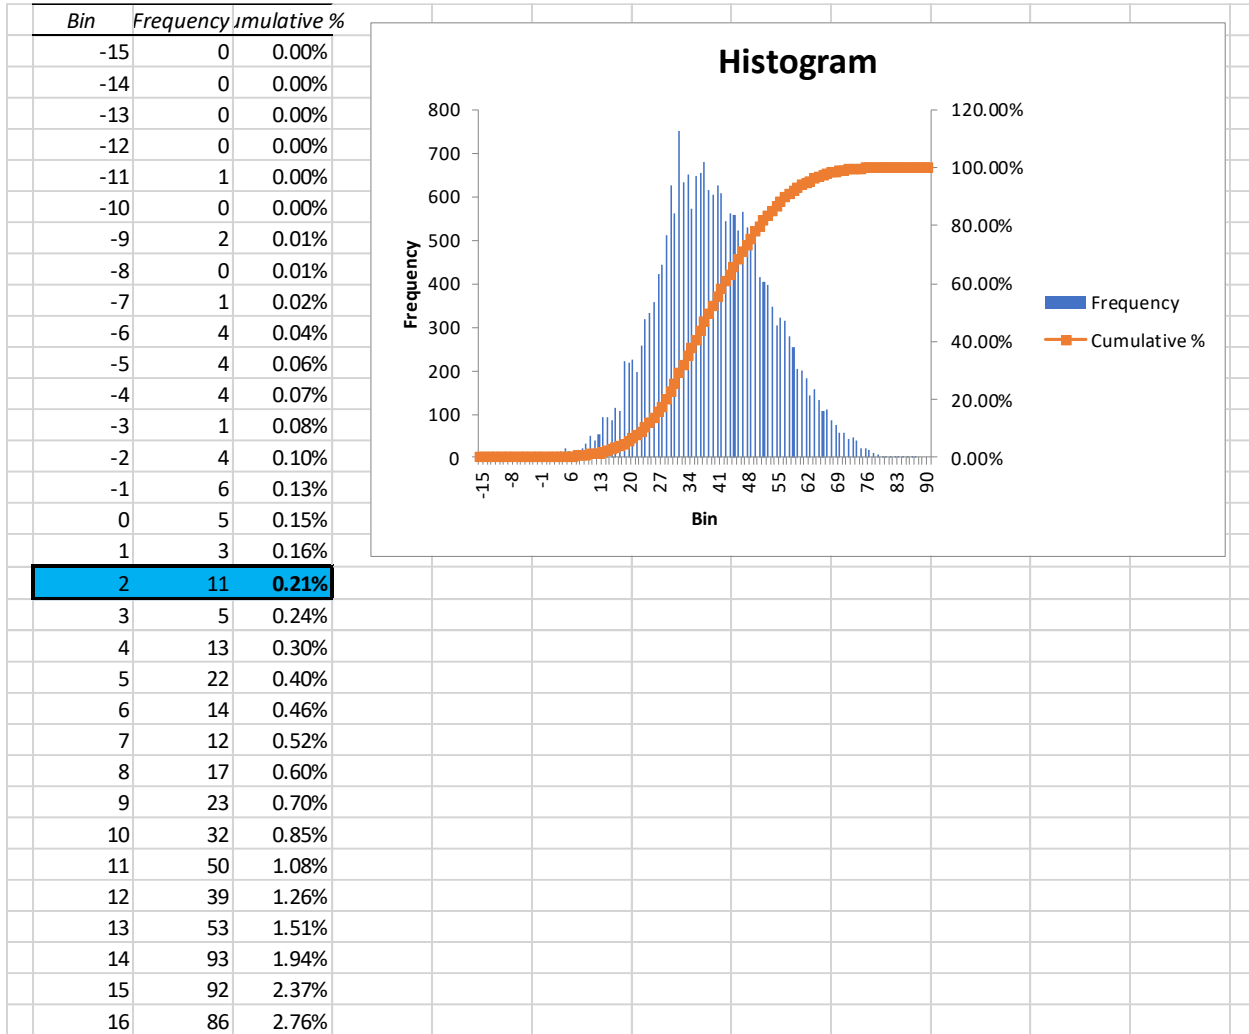 Bin Frequency umulative %
-15 0 0.00%
-14 0 0.00%
-13 0 0.00%
-12 0 0.00%
-11 1 0.00%
-10 0 0.00%
-9 2 0.01%
-8 0 0.01%
-7 1 0.02%
-6 4 0.04%
-5 4 0.06%
-4 4 0.07%
-3 1 0.08%
-2 4 0.10%
-1 6 0.13%
0 5 0.15%
1 3 0.16%
2 11 0.21%
3 5 0.24%
4 13 0.30%
5 22 0.40%
6 14 0.46%
7 12 0.52%
8 17 0.60%
9 23 0.70%
10 32 0.85%
11 50 1.08%
12 39 1.26%
13 53 1.51%
14 93 1.94%
15 92 2.37%
16 86 2.76%
Histogram
800 120.00%
700 100.00%
600
500 80.00%
400 60.00%
300 40.00%
200
100 20.00%
0 0.00%
Frequency
-15 -8 -1 6 13 20 27 34 41 48 55 62 69 76 83 90
Bin
Frequency
Cumulative %